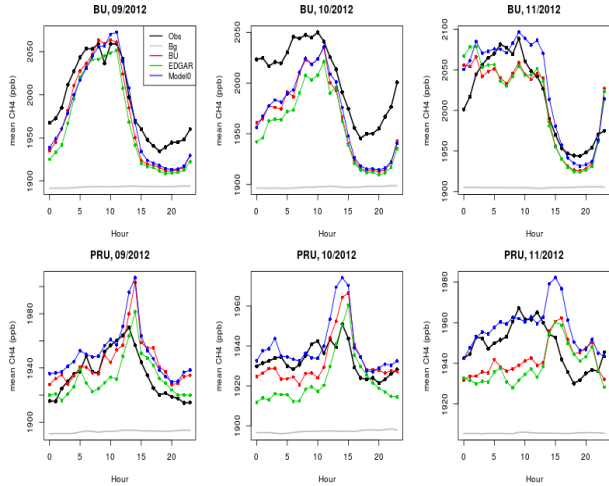 BU, 09/2012
BU, 10/2012
BU, 11/2012
Obs
Bg
BU
EDGAR
Model0
mean CH4 (ppb)
mean CH4 (ppb)
mean CH4 (ppb)
1900 1950 2000 2050
1900 1950 2000 2050
1900 1950 2000 2050 2100
0 5 10 15 20
0 5 10 15 20
0 5 10 15 20
Hour
Hour
Hour
PRU, 09/2012
PRU, 10/2012
PRU, 11/2012
mean CH4 (ppb)
mean CH4 (ppb)
mean CH4 (ppb)
1900 1940 1980
1900 1920 1940 1960
1920 1940 1960 1980
0 5 10 15 20
0 5 10 15 20
0 5 10 15 20
Hour
Hour
Hour